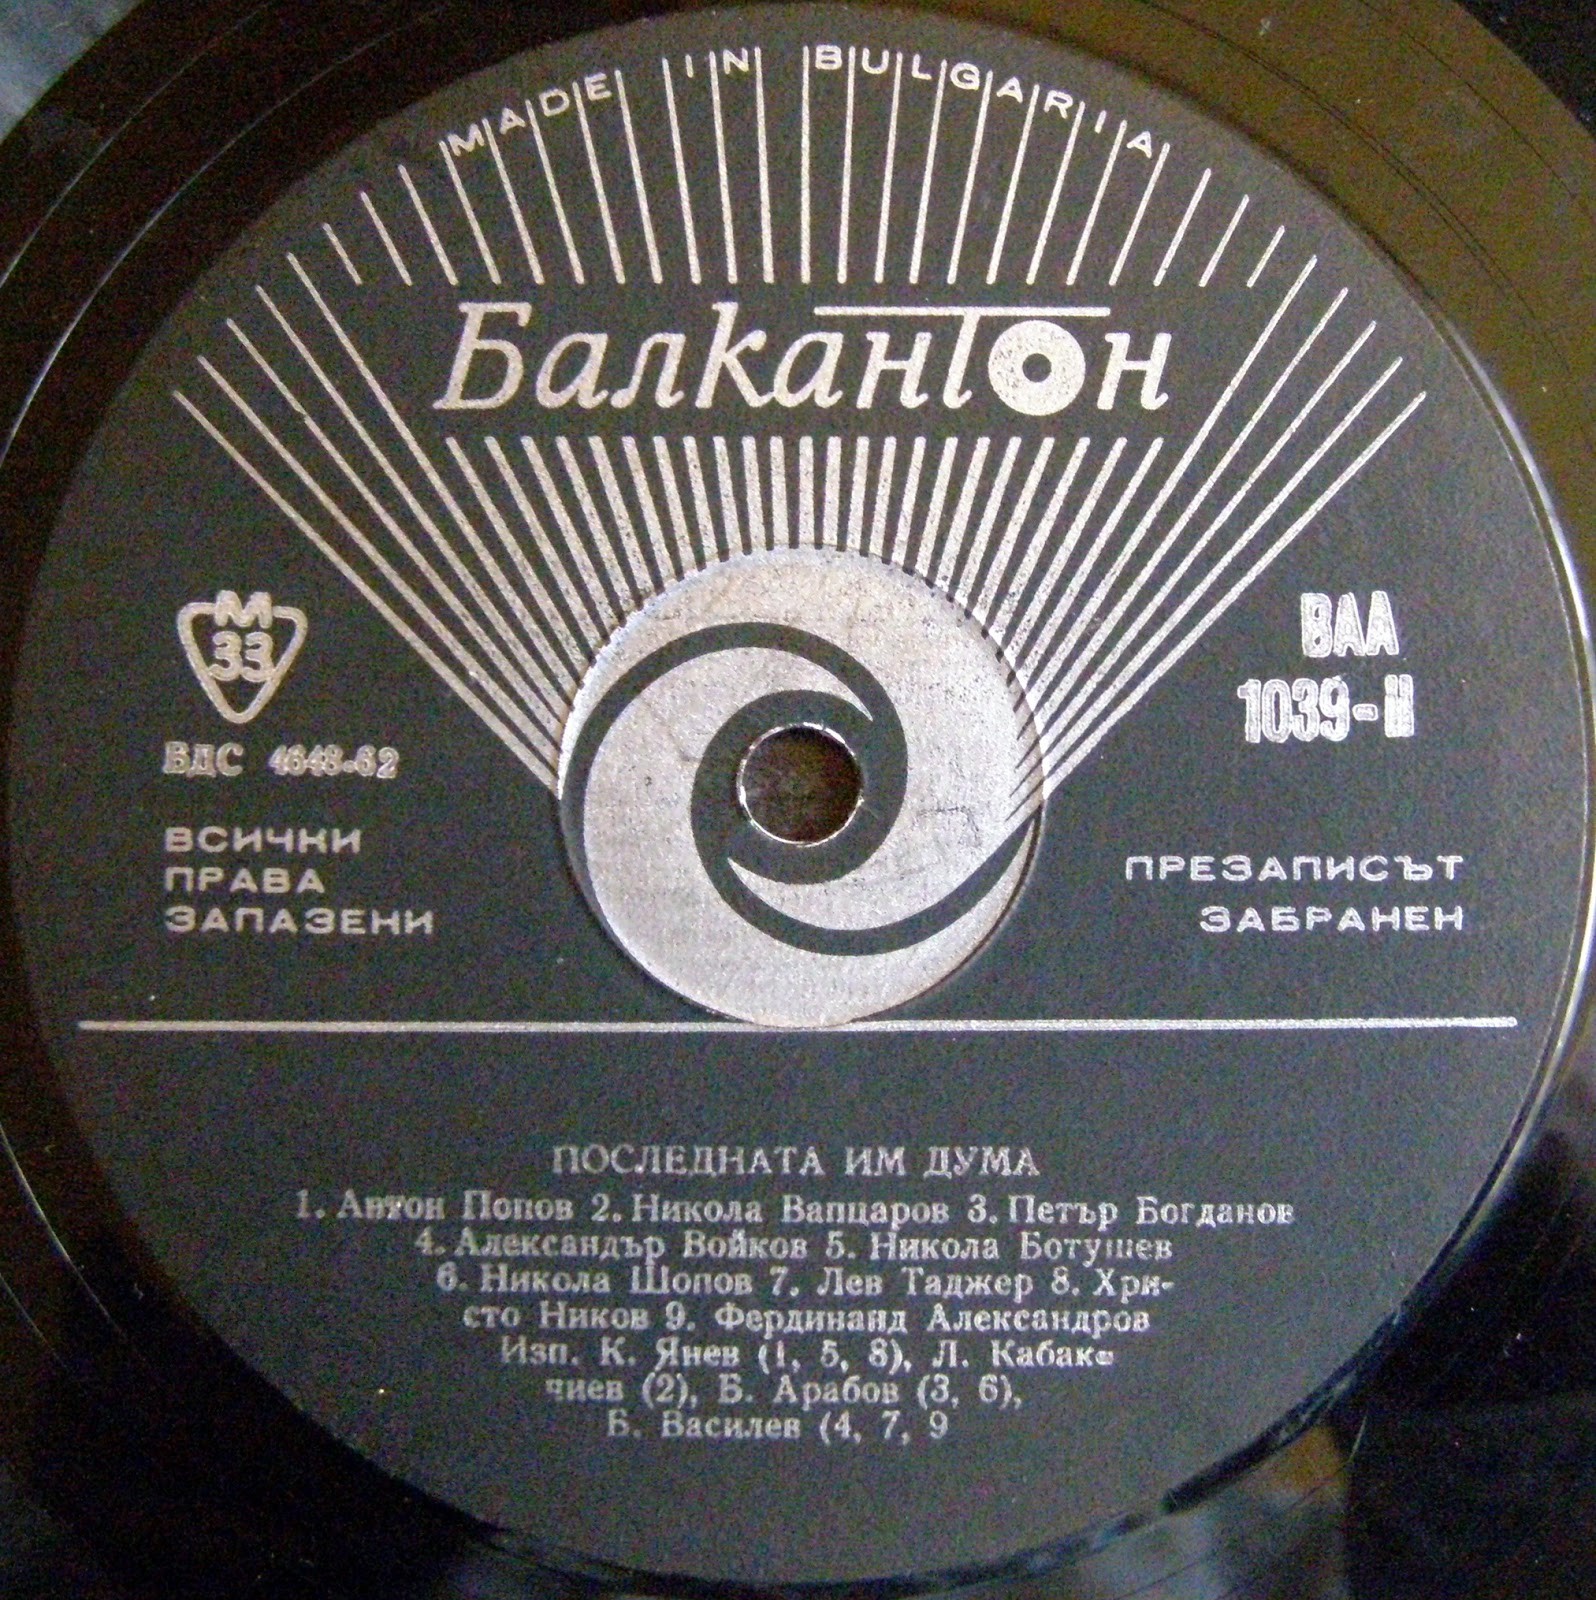 MADE IN BULGARIA
Балкантон
М
33
ВДС 4648-62
ВСИЧКИ
ПРАВА
ЗАПАЗЕНИ
ВАА
1039-II
ПРЕЗАПИСЪТ
ЗАБРАНЕН
ПОСЛЕДНАТА ИМ ДУМА
1. Антон Попов 2. Никола Вапцаров 3. Петър Богданов
4. Александър Войков 5. Никола Ботушев
6. Никола Шопов 7. Лев Таджер 8. Хри-
сто Ников 9. Фердинанд Александров
Изп. К. Янев (1, 5, 8), Л. Кабак-
чиев (2), Б. Арабов (3, 6),
Б. Василев (4, 7, 9